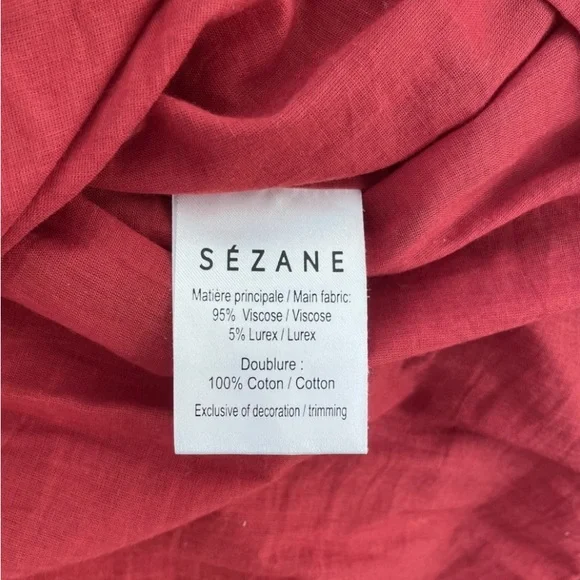 SÉZANE
Matière principale / Main fabric:
95% Viscose / Viscose
5% Lurex / Lurex
Doublure :
100% Coton / Cotton
Exclusive of decoration / trimming